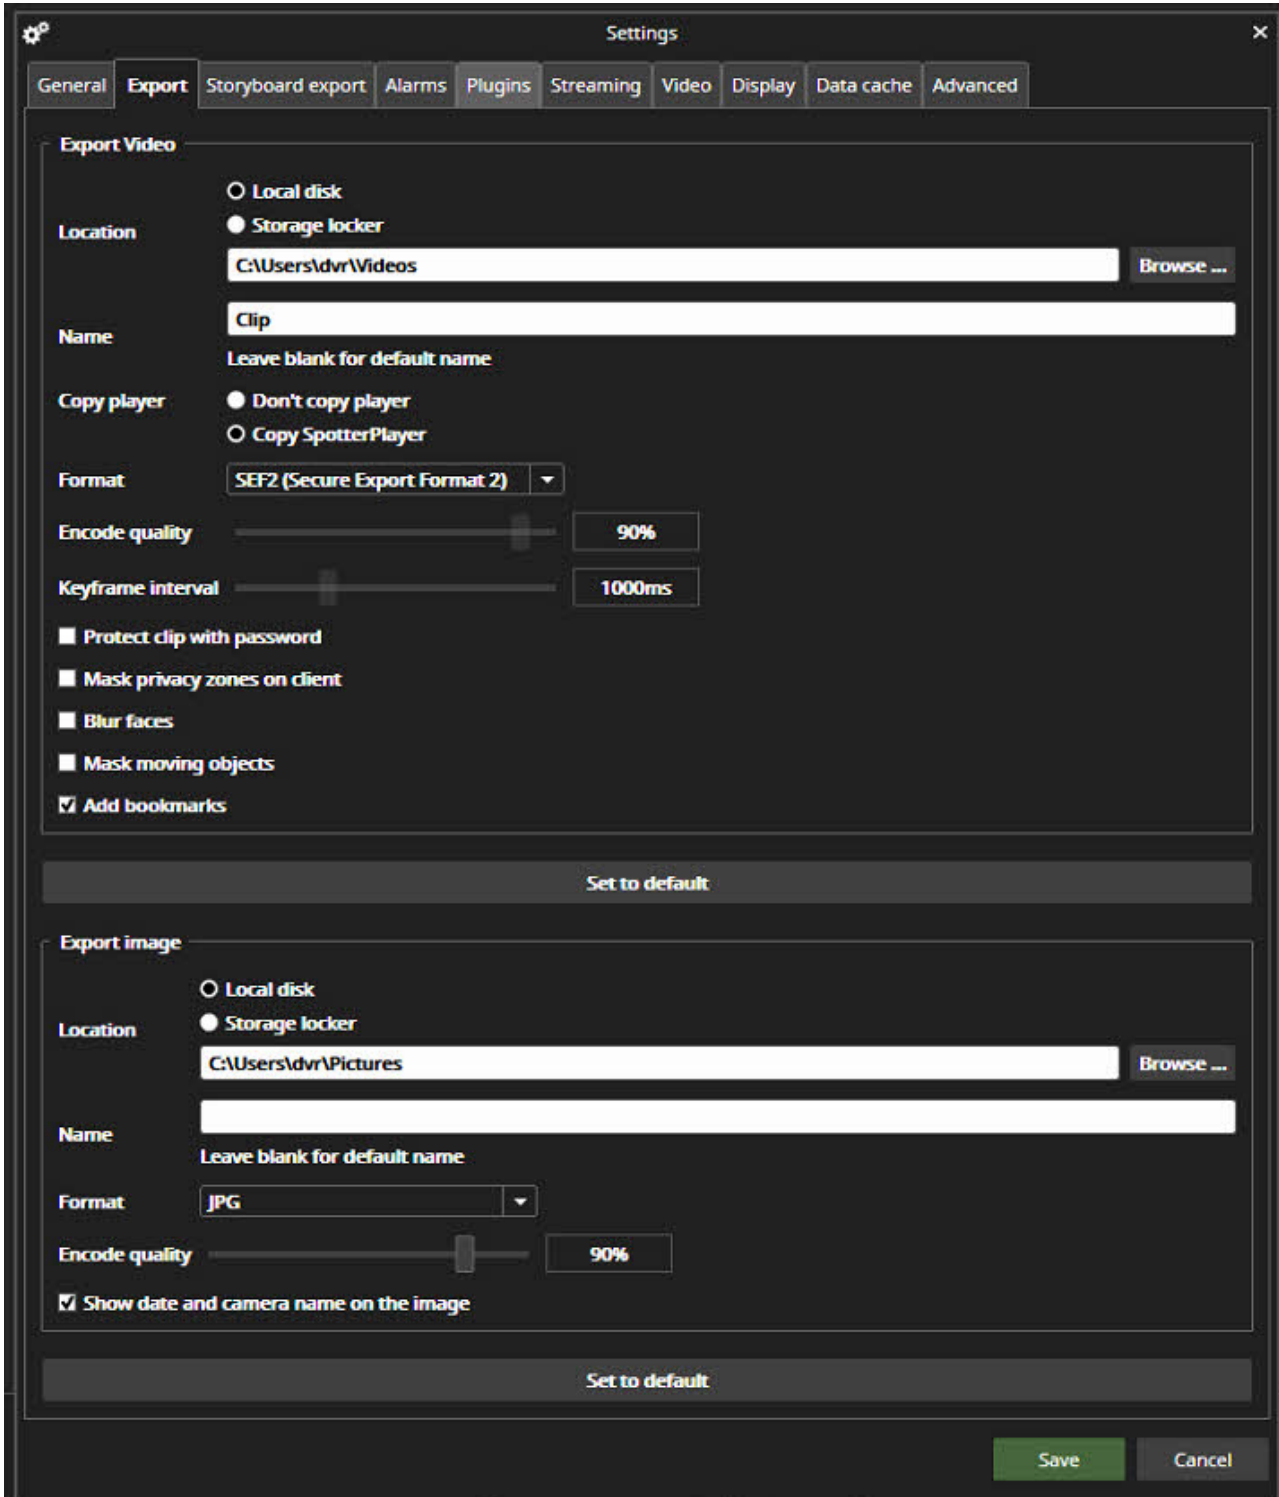 Settings
General Export Storyboard export Alarms Plugins Streaming Video Display Data cache Advanced
Export Video
Local disk
Location
Storage locker
C:\Users\dvr\Videos Browse ...
Name
Clip
Leave blank for default name
Copy player Don't copy player
Copy SpotterPlayer
Format SEF2 (Secure Export Format 2)
Encode quality 90%
Keyframe interval 1000ms
Protect clip with password
Mask privacy zones on client
Blur faces
Mask moving objects
Add bookmarks
Set to default
Export image
Local disk
Location
Storage locker
C:\Users\dvr\Pictures Browse ...
Name
Leave blank for default name
Format JPG
Encode quality 90%
Show date and camera name on the image
Set to default
Save Cancel